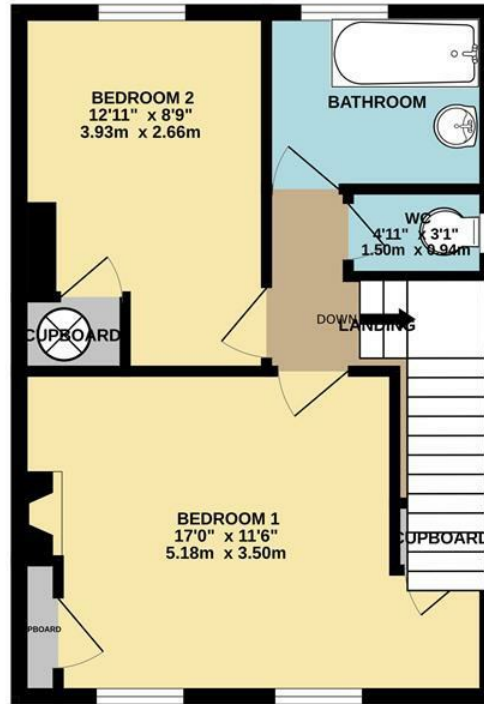 BEDROOM 2
12'11" x 8'9"
3.93m x 2.66m
BATHROOM
WC
4'11" x 3'1"
1.50m x 0.94m
CUPBOARD
DOWN
LANDING
BEDROOM 1
17'0" x 11'6"
5.18m x 3.50m
CUPBOARD
PBOARD